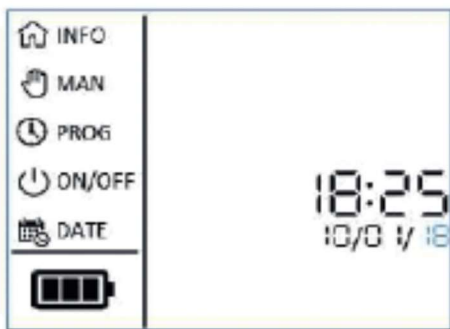 INFO
MAN
PROG
ON/OFF
DATE
18:25
10/01/18